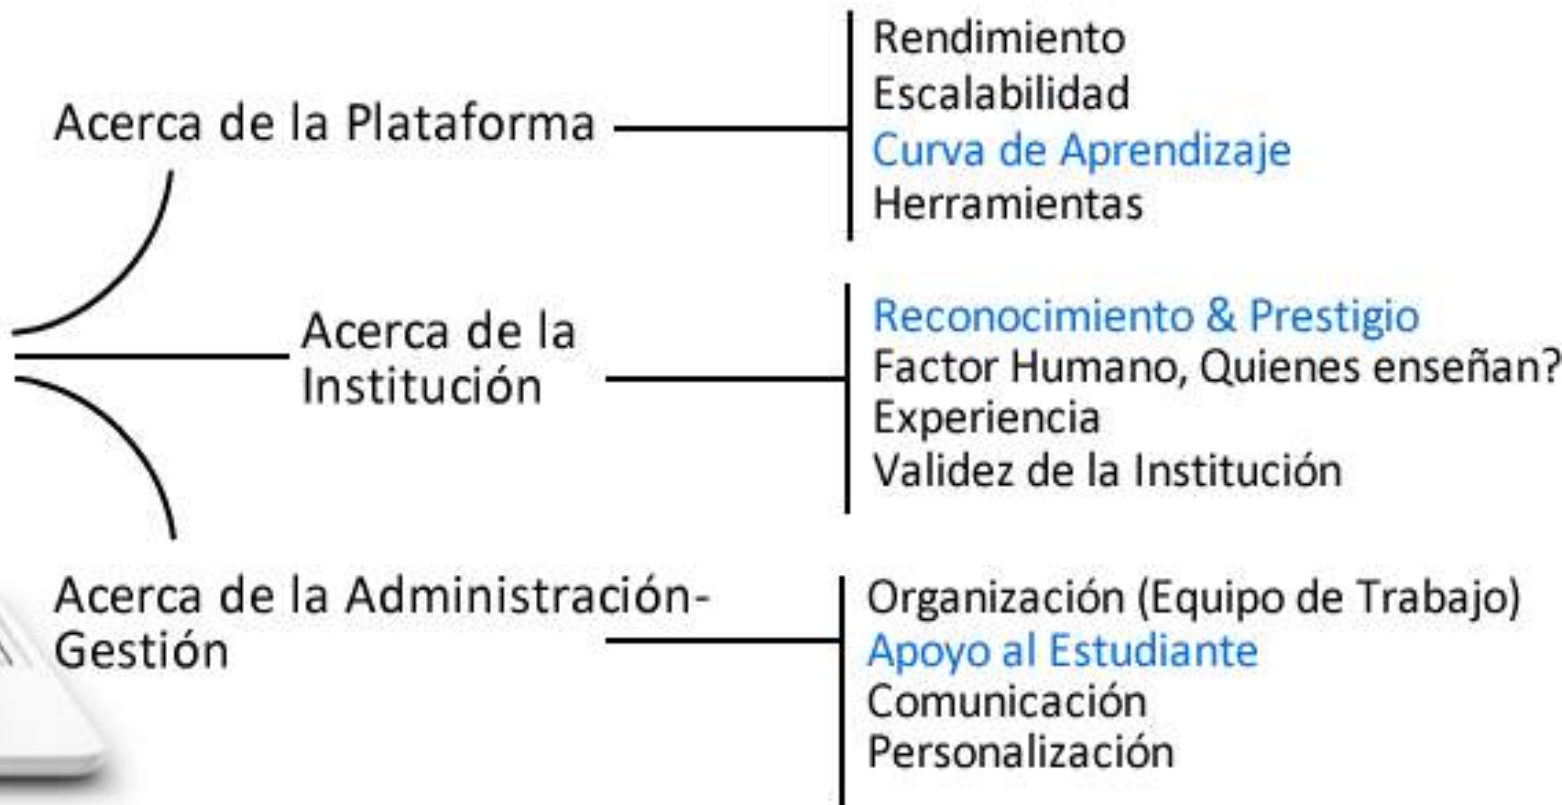 Acerca de la Plataforma
Rendimiento
Escalabilidad
Curva de Aprendizaje
Herramientas
Acerca de la
Institución
Reconocimiento & Prestigio
Factor Humano, Quienes enseñan?
Experiencia
Validez de la Institución
Acerca de la Administración-
Gestión
Organización (Equipo de Trabajo)
Apoyo al Estudiante
Comunicación
Personalización